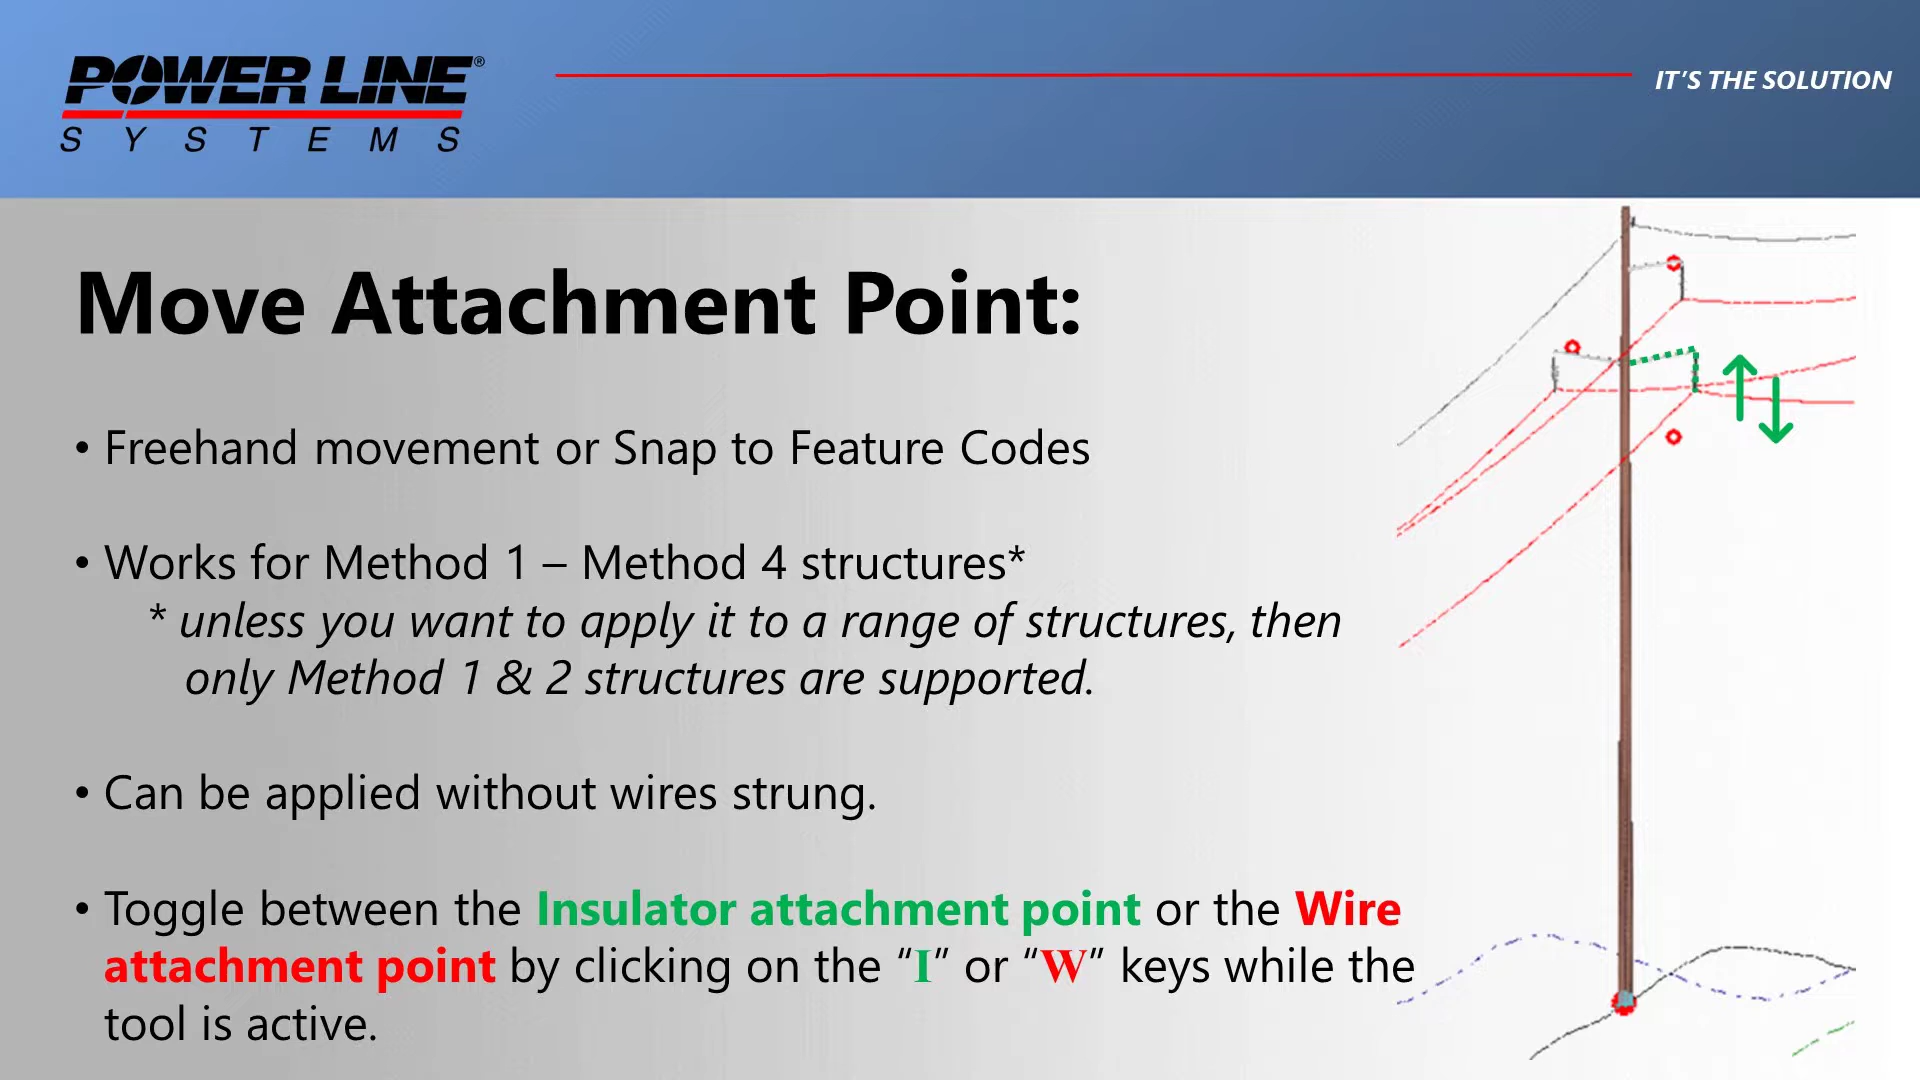 POWER LINE®
SYSTEMS
IT'S THE SOLUTION
Move Attachment Point:
• Freehand movement or Snap to Feature Codes
• Works for Method 1 – Method 4 structures*
* unless you want to apply it to a range of structures, then
only Method 1 & 2 structures are supported.
• Can be applied without wires strung.
• Toggle between the Insulator attachment point or the Wire
attachment point by clicking on the “I” or “W” keys while the
tool is active.